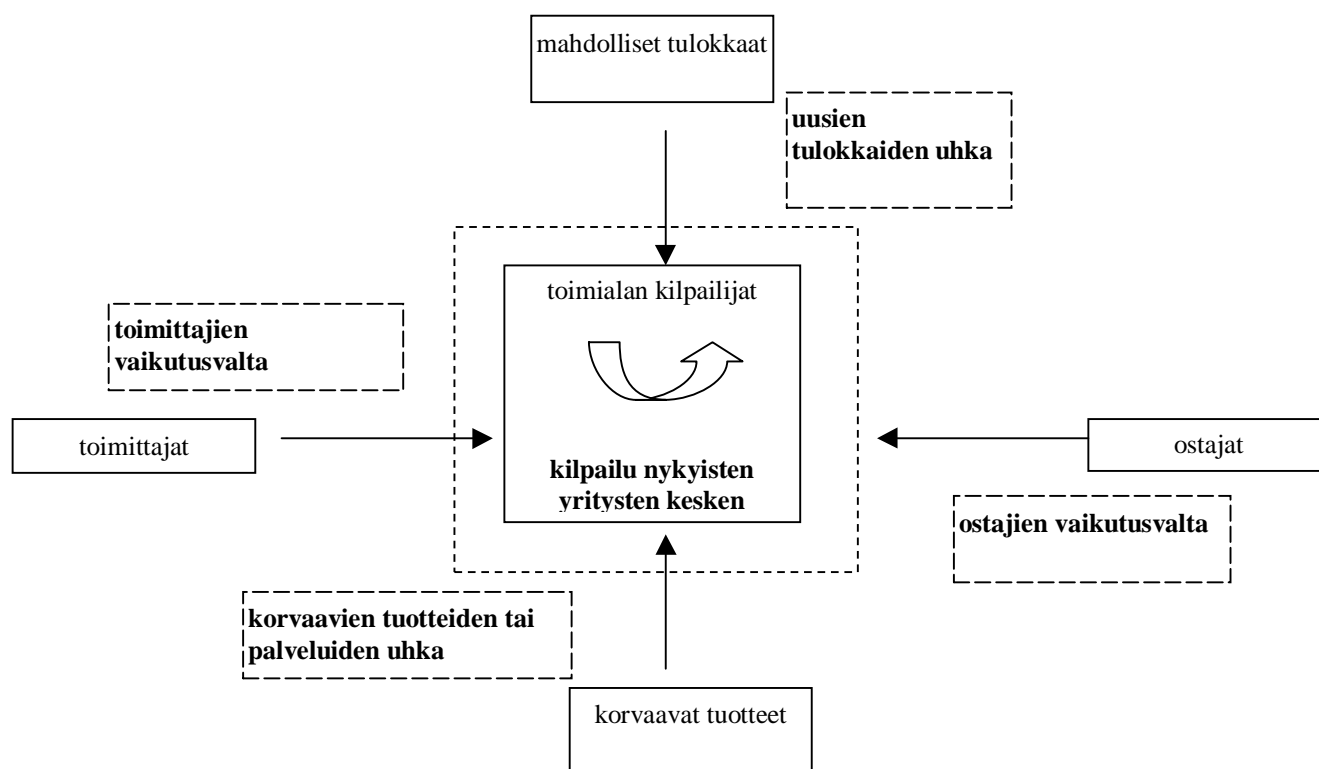 mahdolliset tulokkaat
uusien
tulokkaiden uhka
toimialan kilpailijat
toimittajien
vaikutusvalta
toimittajat
kilpailu nykyisten
yritysten kesken
ostajat
ostajien vaikutusvalta
korvaavien tuotteiden tai
palveluiden uhka
korvaavat tuotteet